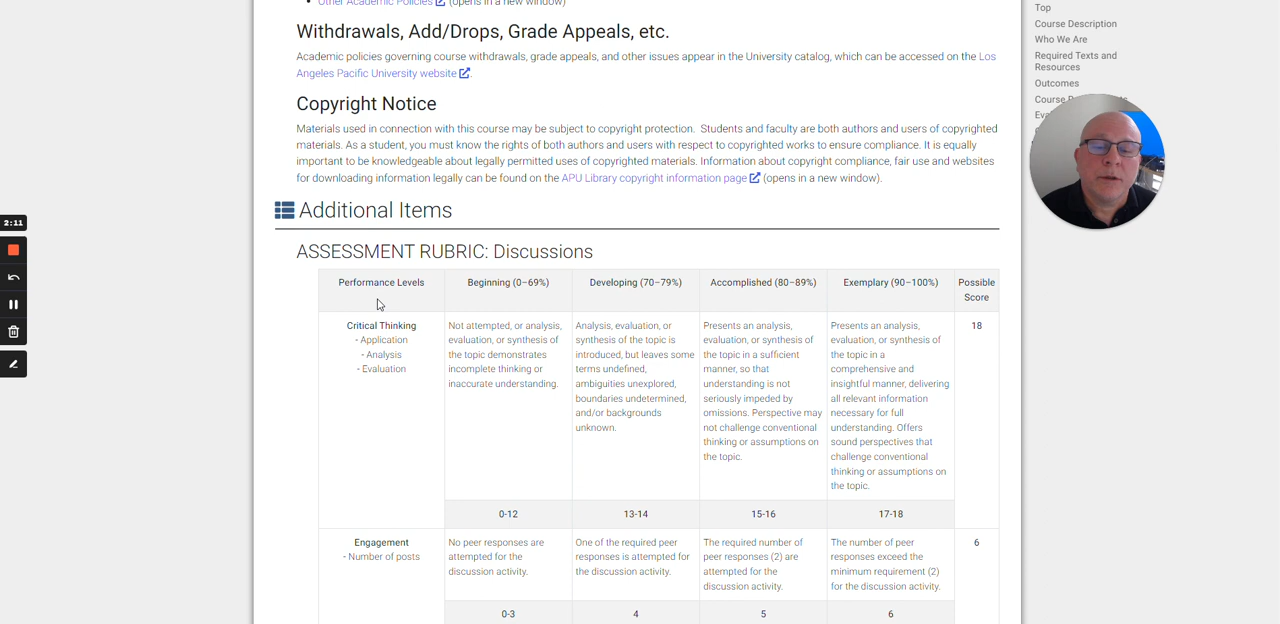 Other Academic Policies (opens in a new window)
Top
Course Description
Who We Are
Required Texts and
Resources
Outcomes
Withdrawals, Add/Drops, Grade Appeals, etc.
Academic policies governing course withdrawals, grade appeals, and other issues appear in the University catalog, which can be accessed on the Los
Angeles Pacific University website.
Copyright Notice
Materials used in connection with this course may be subject to copyright protection. Students and faculty are both authors and users of copyrighted
materials. As a student, you must know the rights of both authors and users with respect to copyrighted works to ensure compliance. It is equally
important to be knowledgeable about legally permitted uses of copyrighted materials. Information about copyright compliance, fair use and websites
for downloading information legally can be found on the APU Library copyright information page (opens in a new window).
Additional Items
2:11
ASSESSMENT RUBRIC: Discussions
Performance Levels
Beginning (0–69%)
Developing (70–79%)
Accomplished (80–89%)
Exemplary (90–100%)
Possible
Score
Critical Thinking
- Application
- Analysis
- Evaluation
Not attempted, or analysis,
evaluation, or synthesis of
the topic demonstrates
incomplete thinking or
inaccurate understanding.
Analysis, evaluation, or
synthesis of the topic is
introduced, but leaves some
terms undefined,
ambiguities unexplored,
boundaries undetermined,
and/or backgrounds
unknown.
Presents an analysis,
evaluation, or synthesis of
the topic in a sufficient
manner, so that
understanding is not
seriously impeded by
omissions. Perspective may
not challenge conventional
thinking or assumptions on
the topic.
Presents an analysis,
evaluation, or synthesis of
the topic in a
comprehensive and
insightful manner, delivering
all relevant information
necessary for full
understanding. Offers
sound perspectives that
challenge conventional
thinking or assumptions on
the topic.
18
0-12
13-14
15-16
17-18
Engagement
- Number of posts
No peer responses are
attempted for the
discussion activity.
One of the required peer
responses is attempted for
the discussion activity.
The required number of
peer responses (2) are
attempted for the
discussion activity.
The number of peer
responses exceed the
minimum requirement (2)
for the discussion activity.
6
0-3
4
5
6